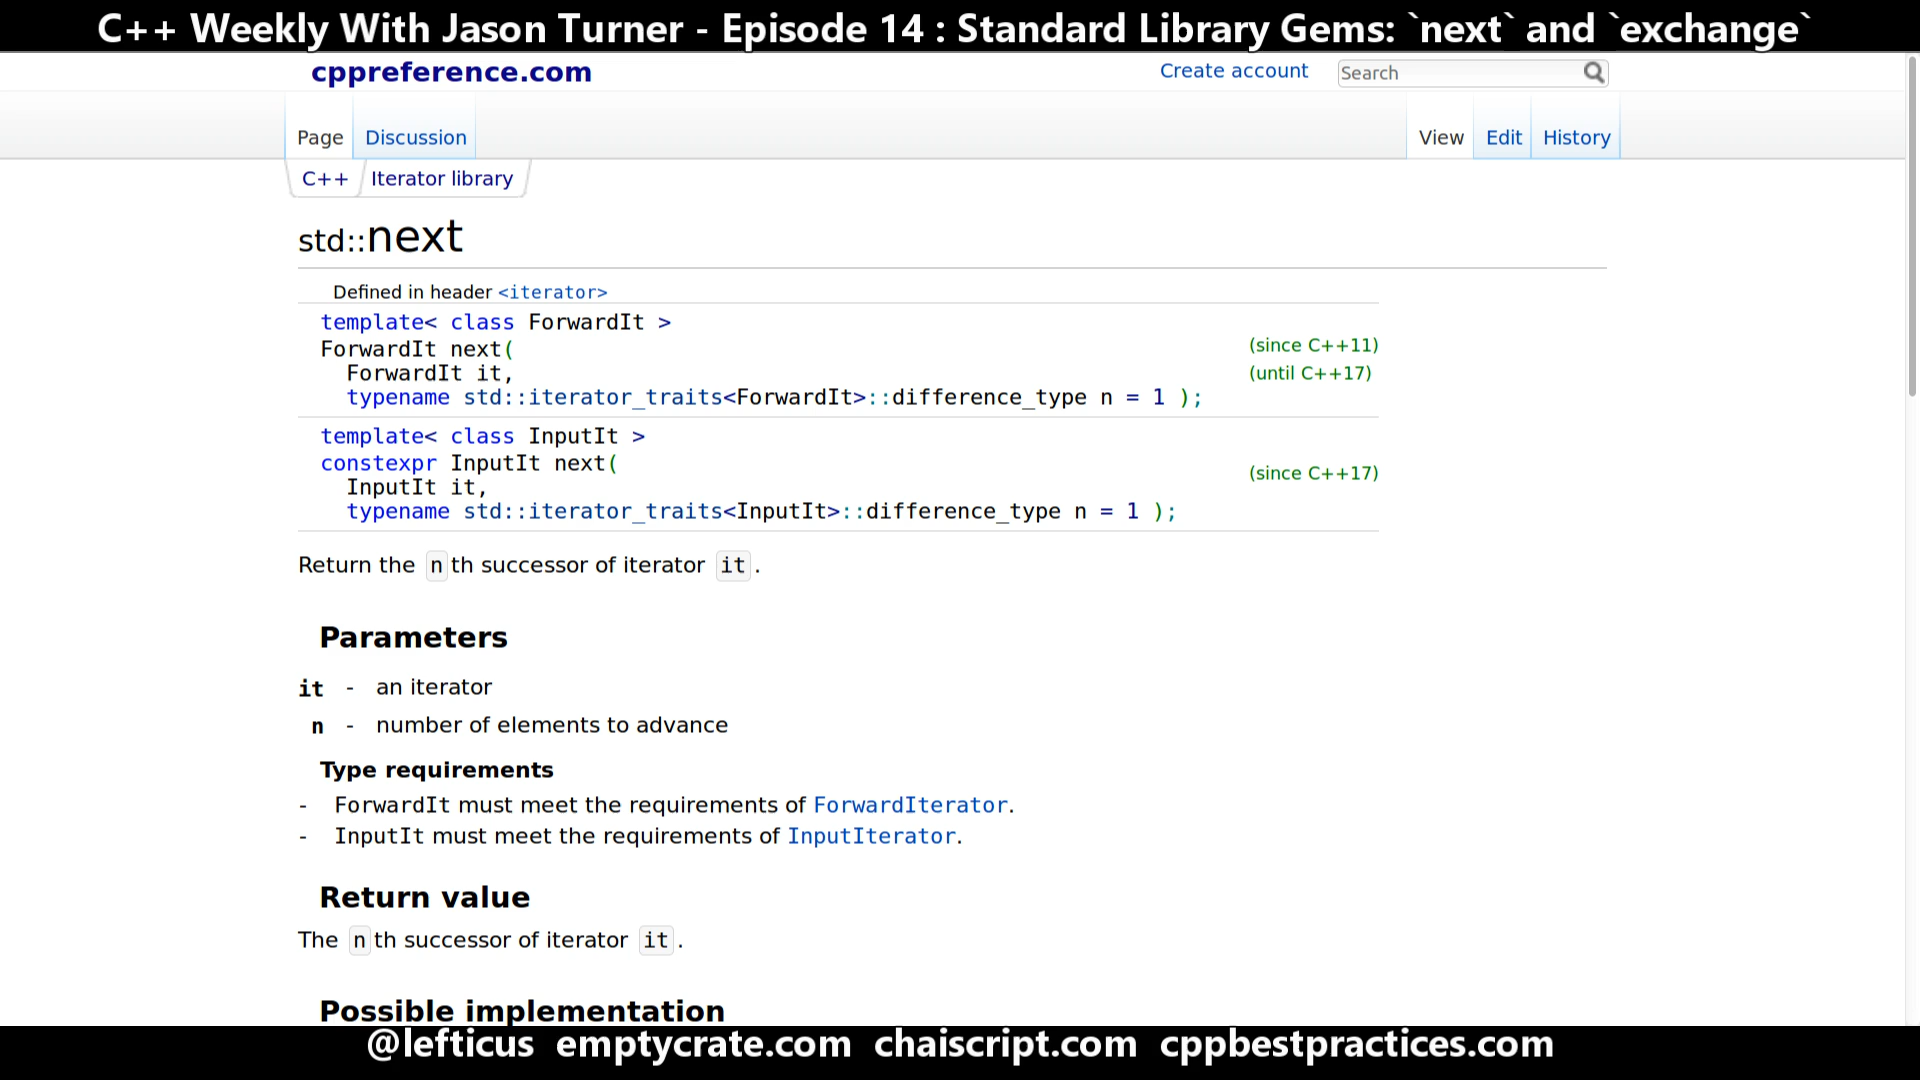 C++ Weekly With Jason Turner - Episode 14 : Standard Library Gems: `next` and `exchange`
cppreference.com
Create account
Search
Page
Discussion
View
Edit
History
C++
Iterator library
std::next
Defined in header <iterator>
template< class ForwardIt >
ForwardIt next(
ForwardIt it,
typename std::iterator_traits<ForwardIt>::difference_type n = 1 );
(since C++11)
(until C++17)
template< class InputIt >
constexpr InputIt next(
InputIt it,
typename std::iterator_traits<InputIt>::difference_type n = 1 );
(since C++17)
Return the n th successor of iterator it .
Parameters
it - an iterator
n - number of elements to advance
Type requirements
- ForwardIt must meet the requirements of ForwardIterator.
- InputIt must meet the requirements of InputIterator.
Return value
The n th successor of iterator it .
Possible implementation
@lefticus emptycrate.com chaiscript.com cppbestpractices.com